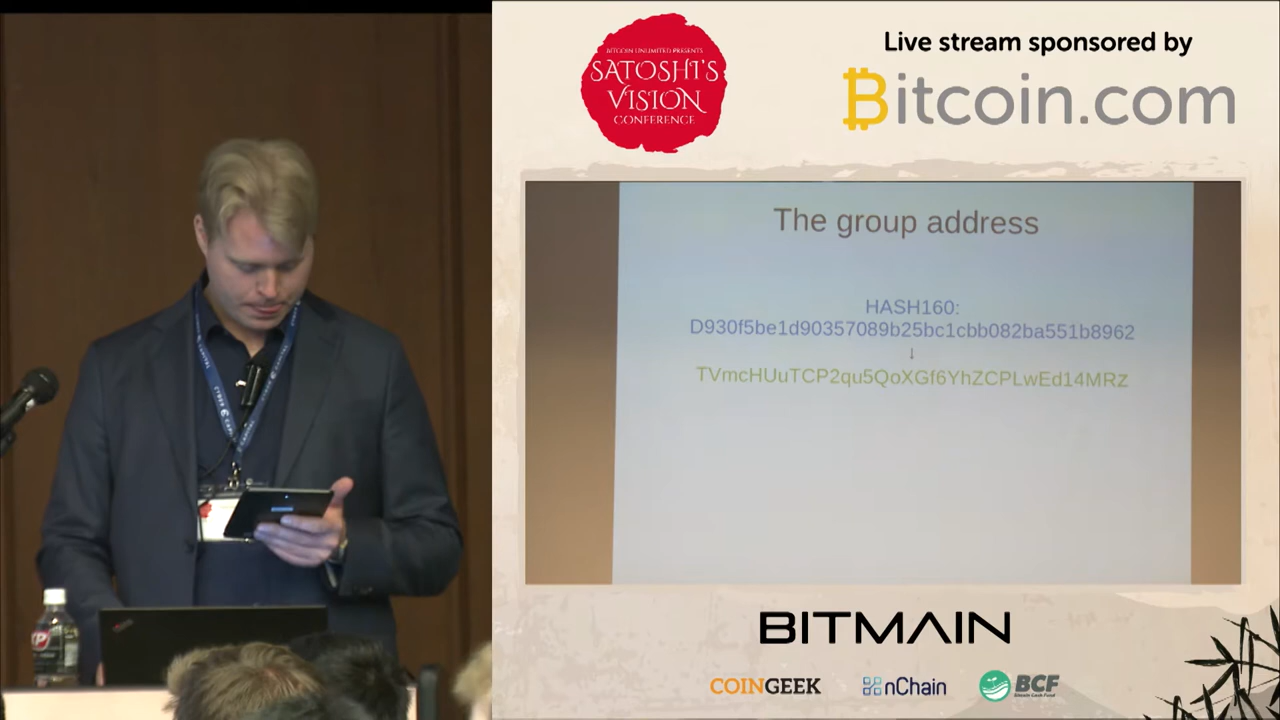 BITCOIN UNLIMITED PRESENTS
SATOSHI'S
VISION
CONFERENCE
Live stream sponsored by
Bitcoin.com
The group address
HASH160:
D930f5be1d90357089b25bc1cbb082ba551b8962
↓
TVmcHUuTCP2qu5QoXGf6YhZCPLwEd14MRz
BITMAIN
COINGEEK
nChain
BCF